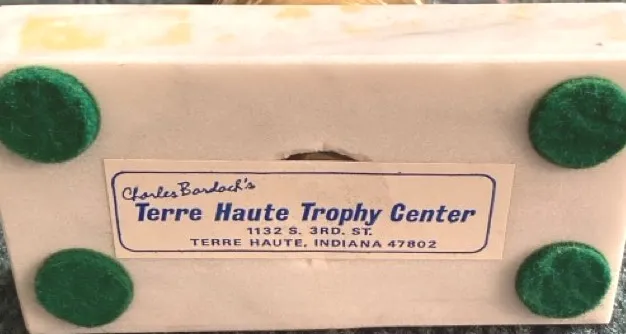 Charles Bardach's
Terre Haute Trophy Center
1132 S. 3RD. ST.
TERRE HAUTE, INDIANA 47802